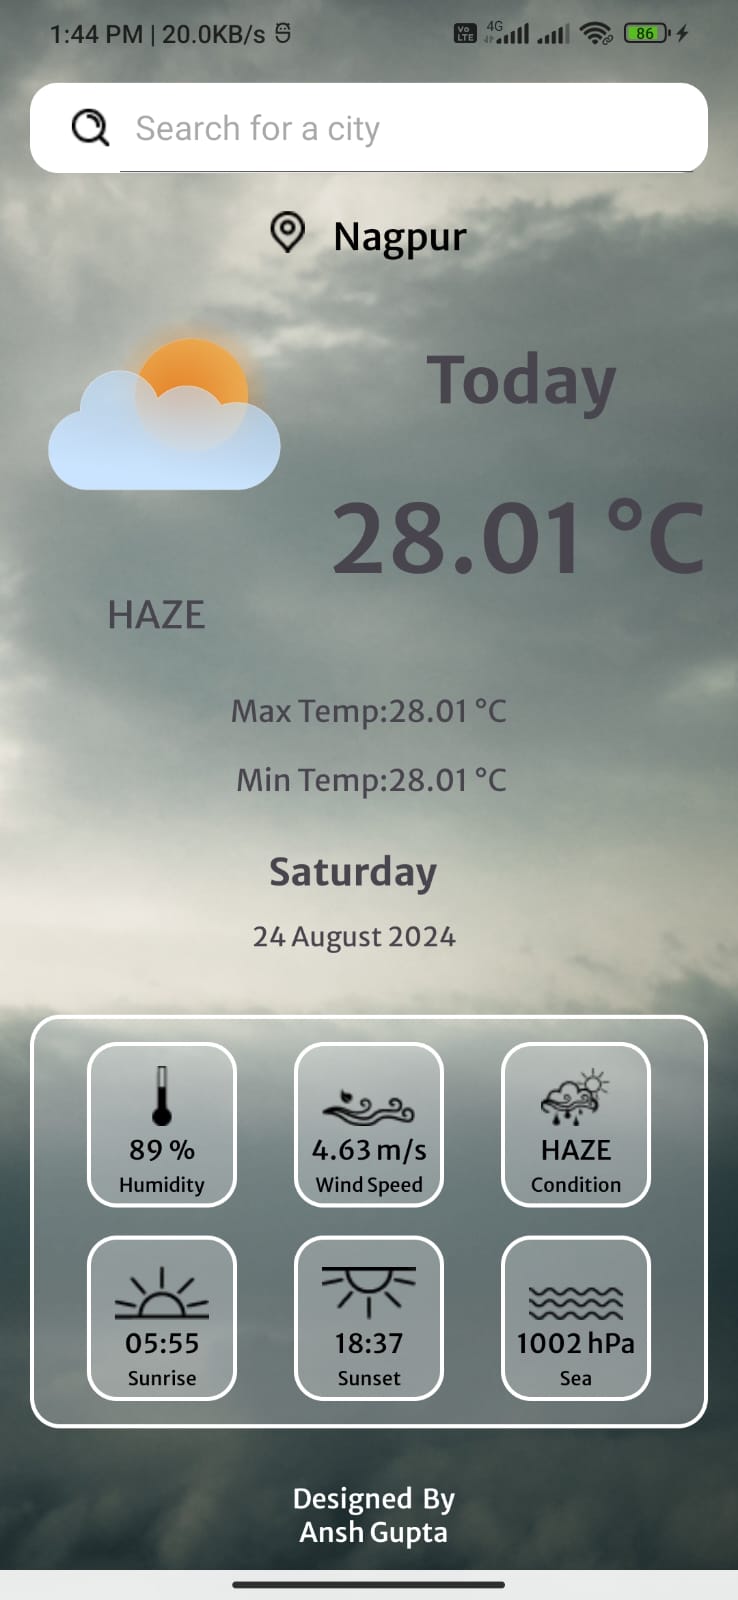 1:44 PM | 20.0KB/s
Vo LTE 4G 86
Search for a city
Nagpur
Today
28.01 °C
HAZE
Max Temp:28.01 °C
Min Temp:28.01 °C
Saturday
24 August 2024
89 % 4.63 m/s HAZE
Humidity Wind Speed Condition
05:55 18:37 1002 hPa
Sunrise Sunset Sea
Designed By
Ansh Gupta